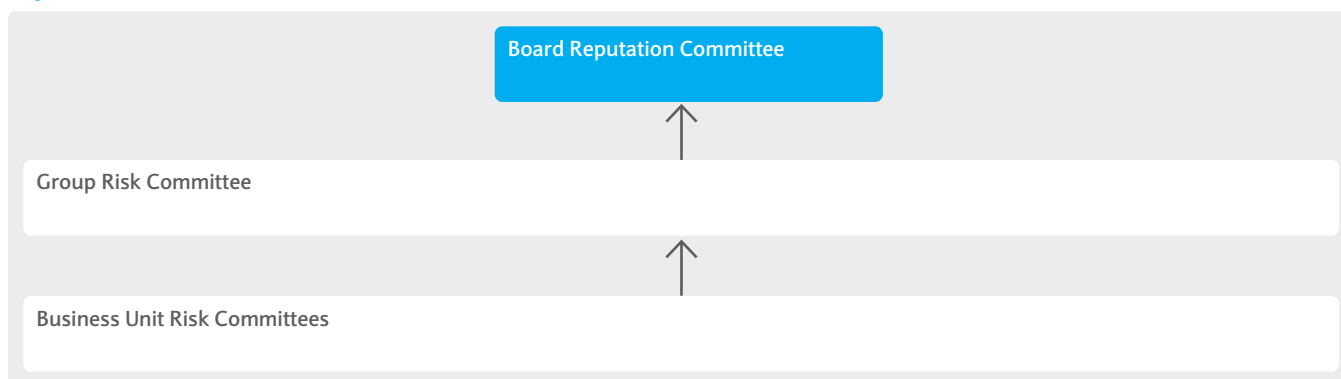 Board Reputation Committee
Group Risk Committee
Business Unit Risk Committees